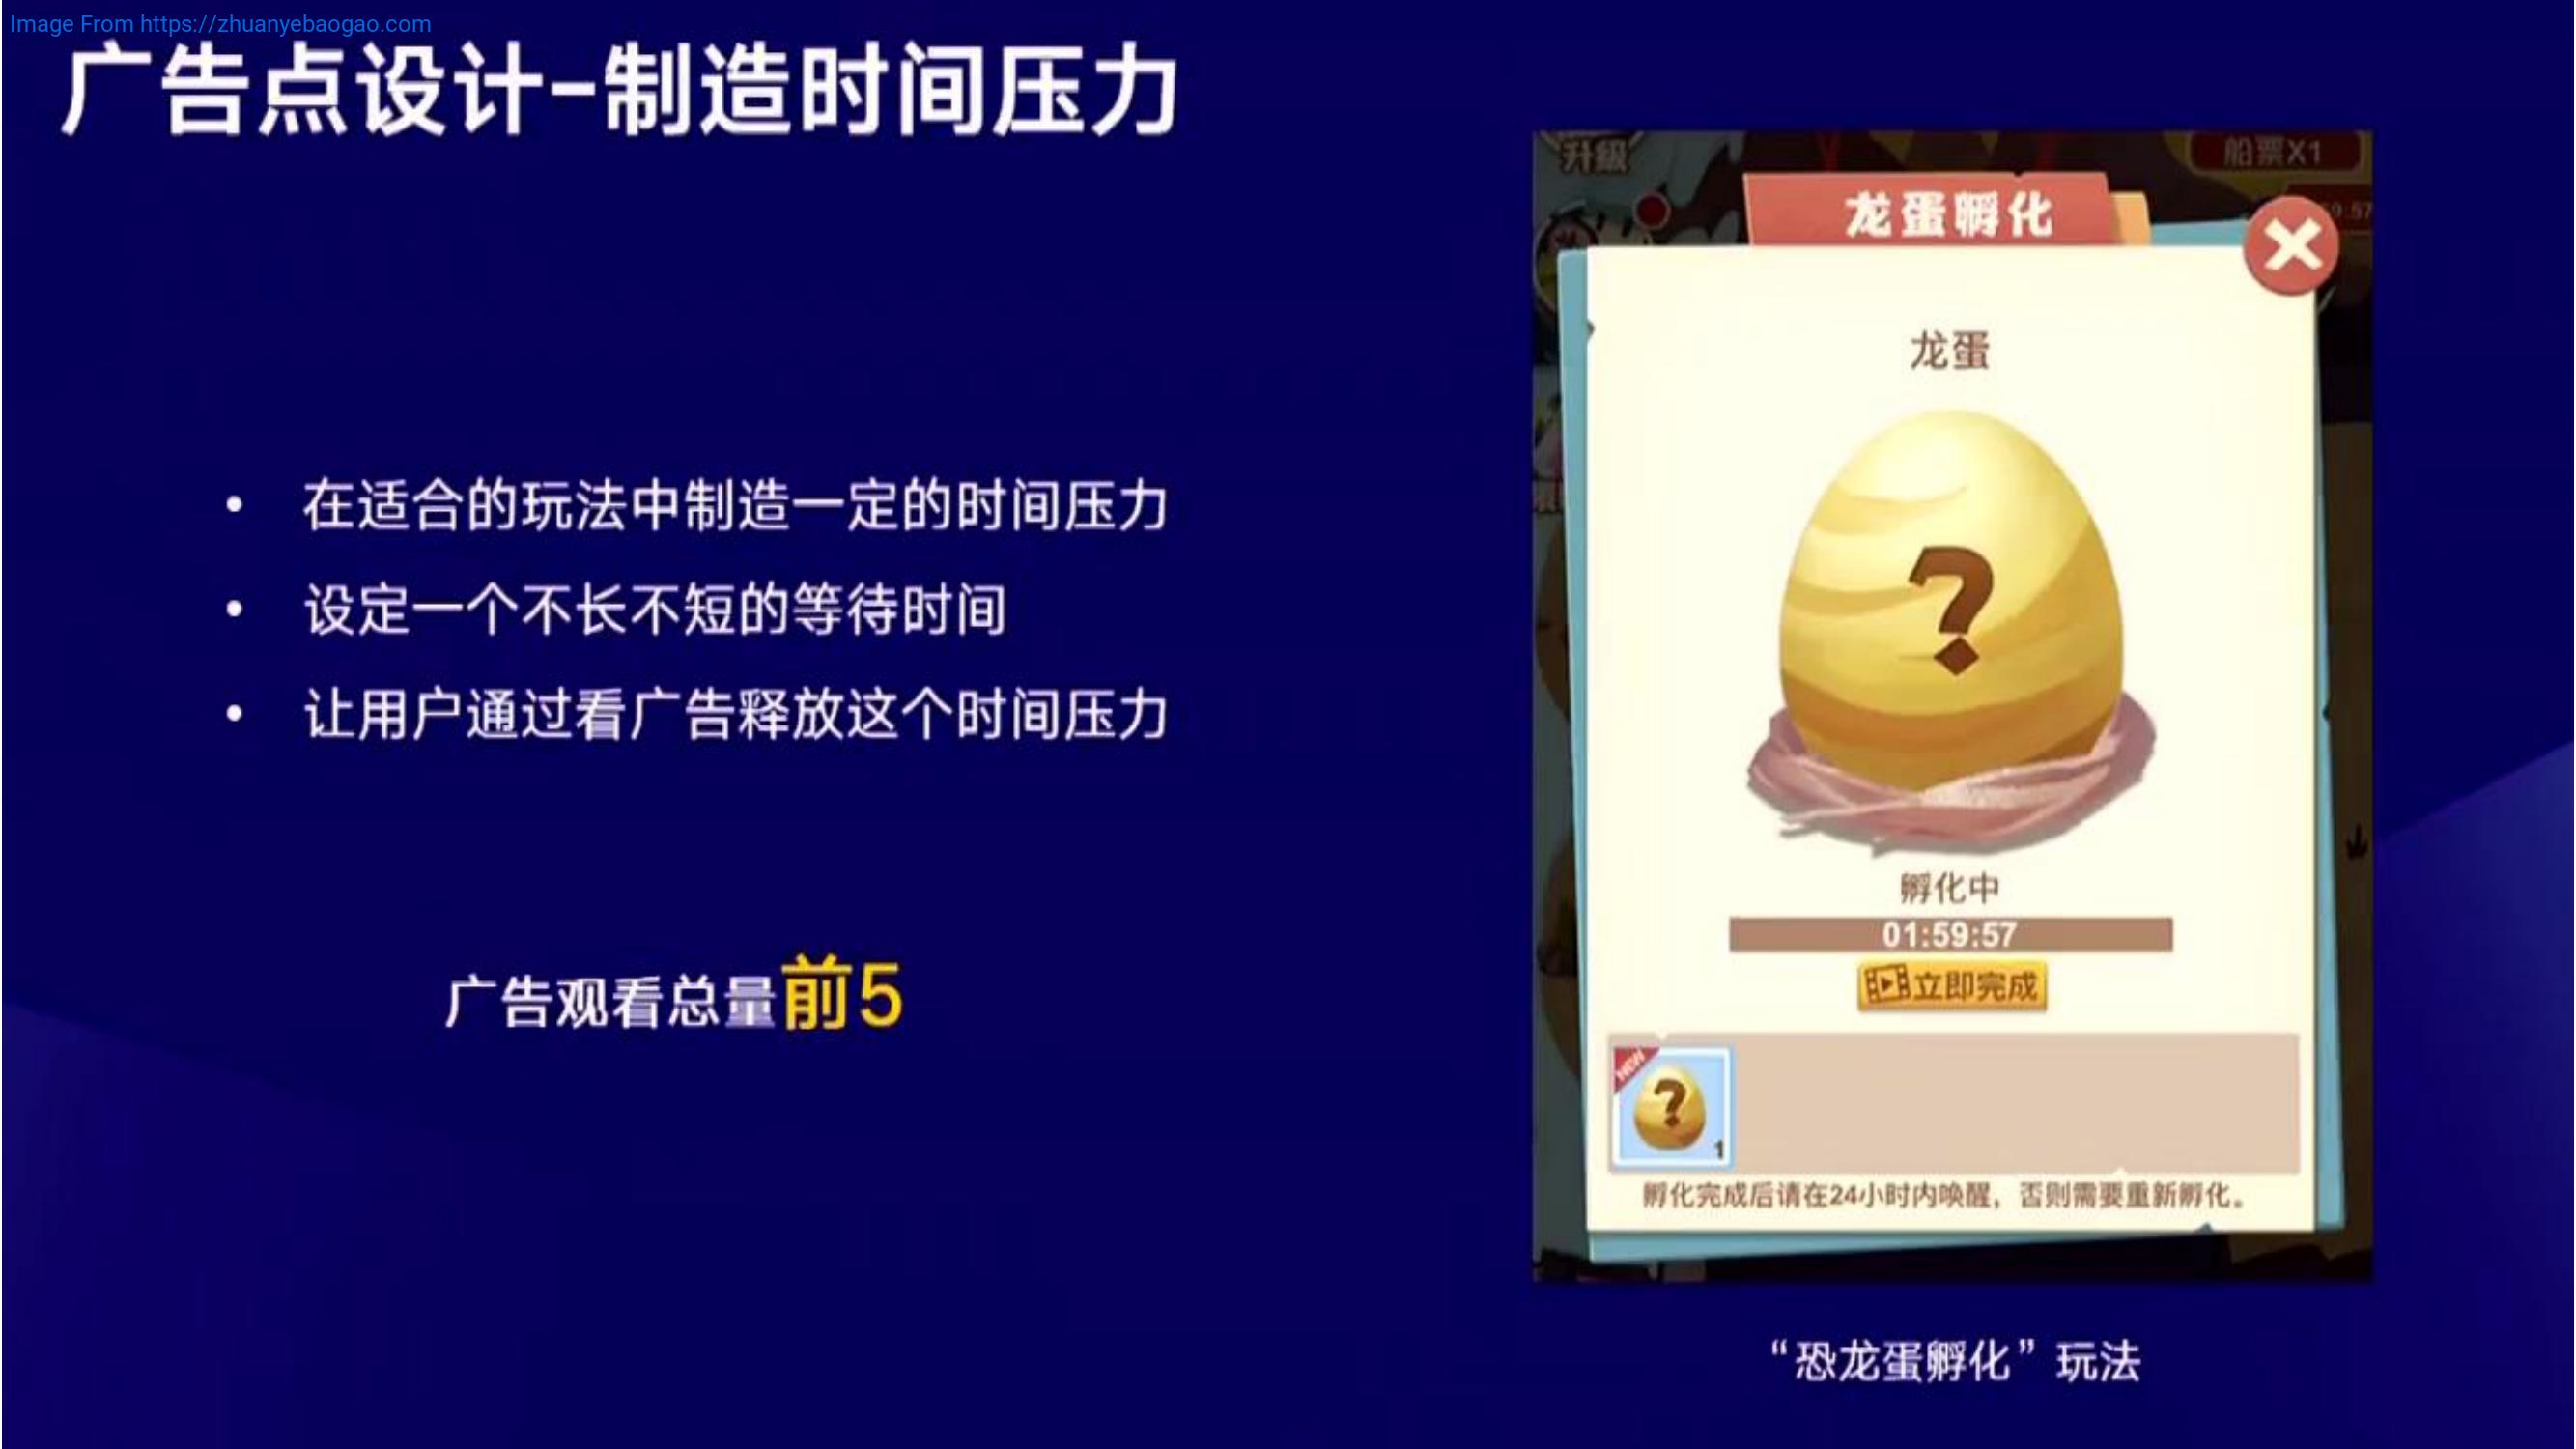 Image From https://zhuanyebaogao.com
广告点设计-制造时间压力
• 在适合的玩法中制造一定的时间压力
• 设定一个不长不短的等待时间
• 让用户通过看广告释放这个时间压力
广告观看总量前5
升級
船票X1
龙蛋孵化
龙蛋
?
孵化中
01:59:57
立即完成
NEW
?
1
孵化完成后请在24小时内唤醒，否则需要重新孵化。
“恐龙蛋孵化”玩法